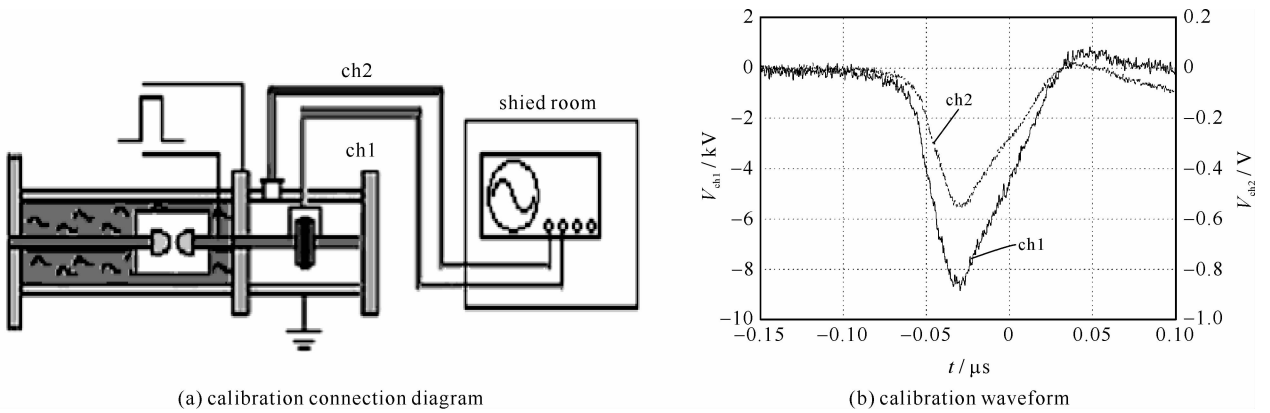 ch2
shied room
ch1
(a) calibration connection diagram
2
0
−2
−4
−6
−8
−10
V_ch1 / kV
0.2
0
−0.2
−0.4
−0.6
−0.8
−1.0
V_ch2 / V
ch2
ch1
−0.15
−0.10
−0.05
0
0.05
0.10
t / μs
(b) calibration waveform